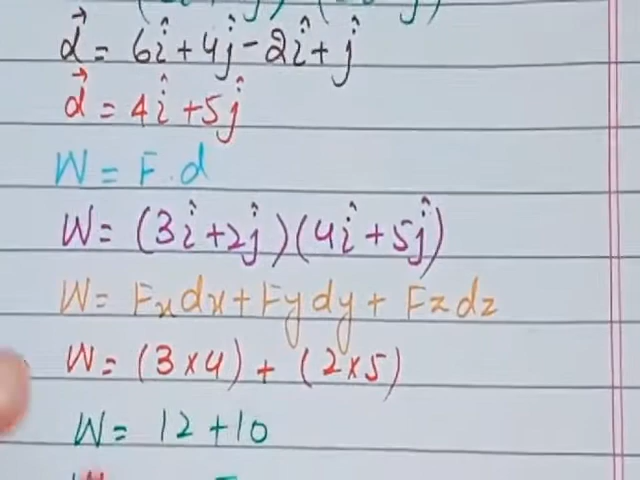 d⃗ = 6î + 4ĵ - 2î + ĵ
d⃗ = 4î + 5ĵ
W = F . d
W = (3î + 2ĵ)(4î + 5ĵ)
W = Fxdx + Fydy + Fzdz
W = (3 × 4) + (2 × 5)
W = 12 + 10